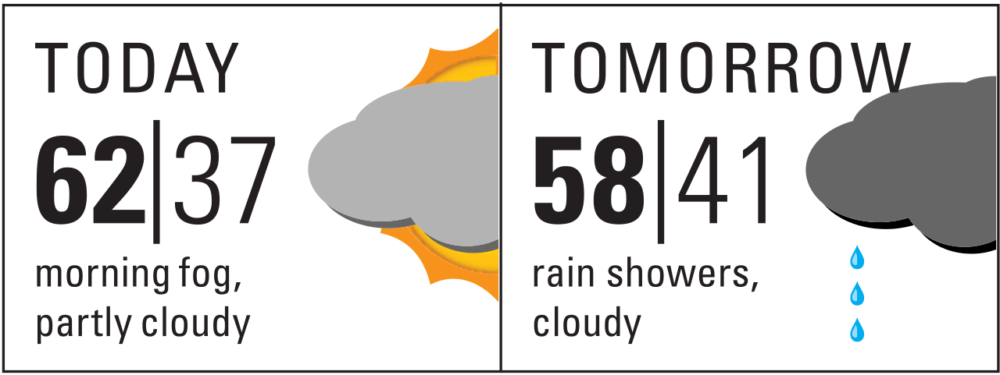 TODAY
62|37
morning fog,
partly cloudy
TOMORROW
58|41
rain showers,
cloudy